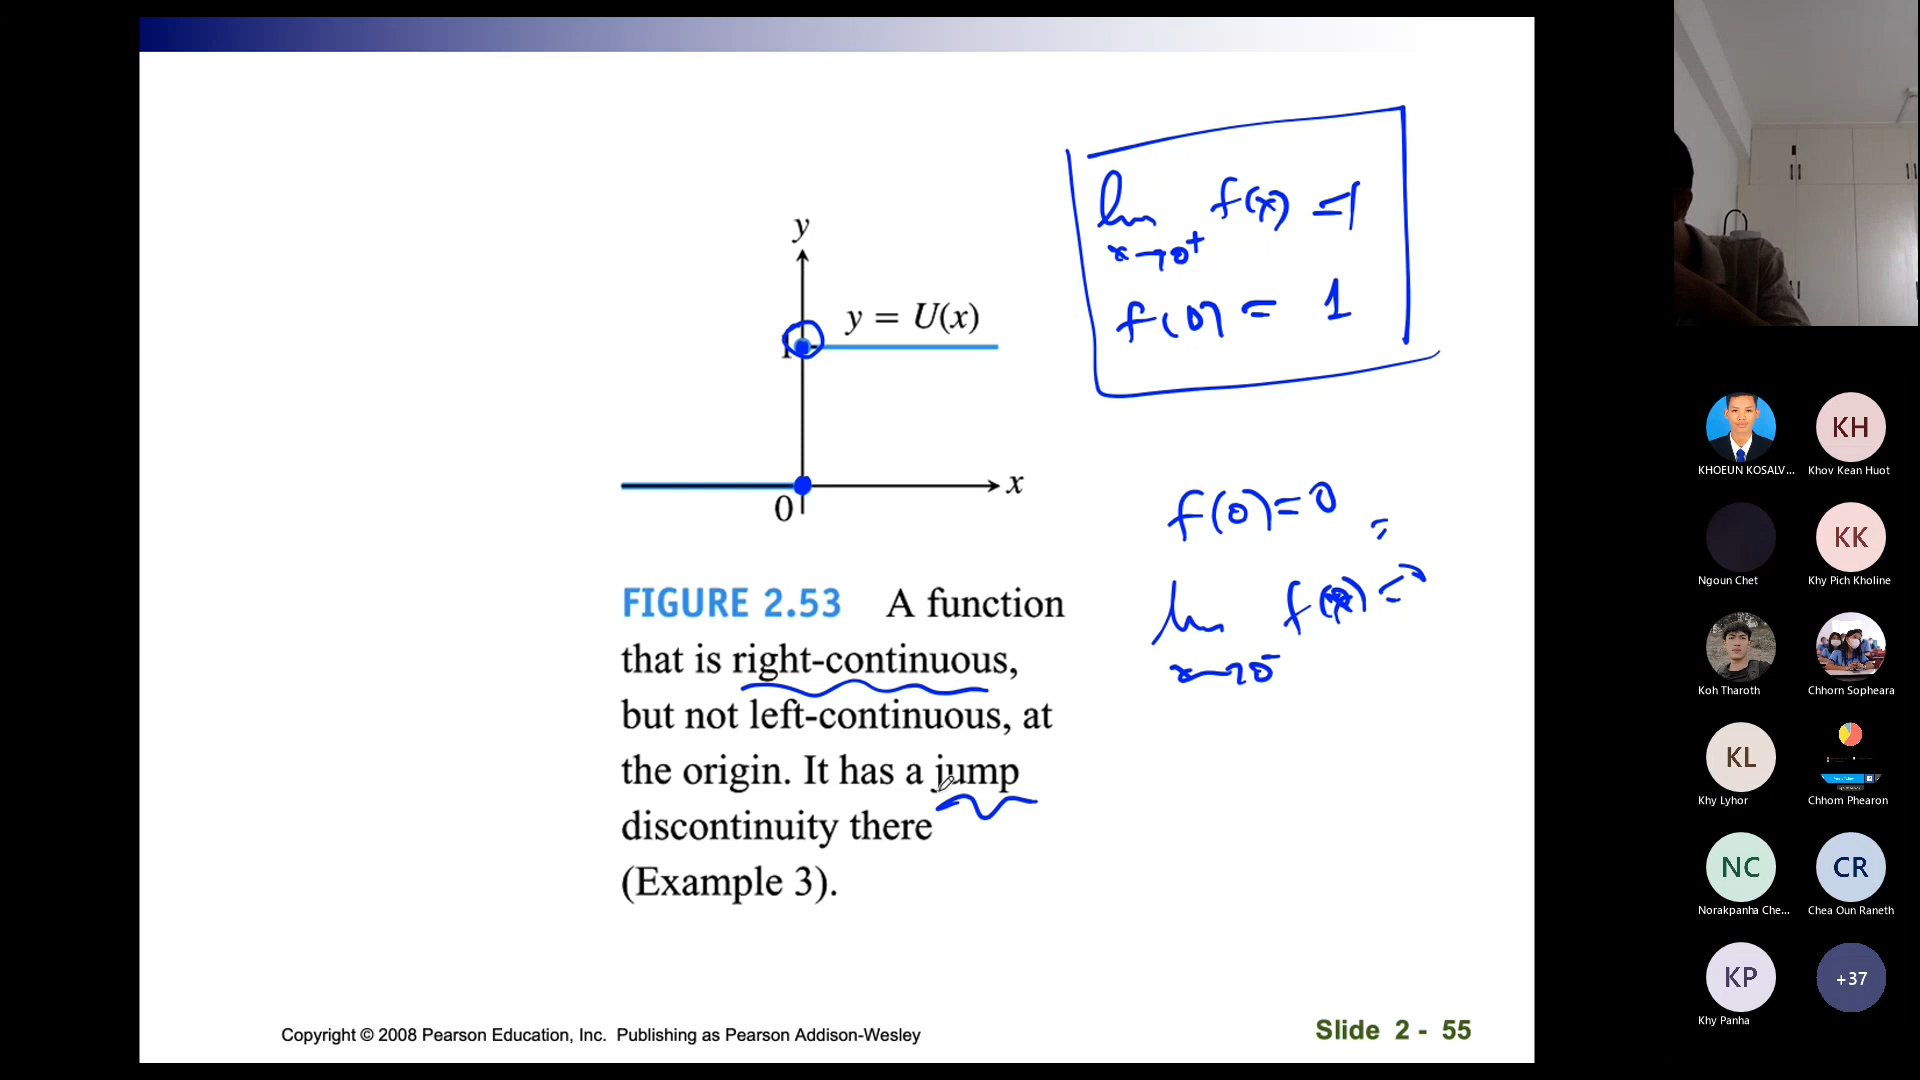 y
y = U(x)
1
x
0
FIGURE 2.53 A function
that is right-continuous,
but not left-continuous, at
the origin. It has a jump
discontinuity there
(Example 3).
lim f(x) = 1
x→0+
f(0) = 1
f(0) = 0
=
lim f(x) =
x→0-
Copyright © 2008 Pearson Education, Inc. Publishing as Pearson Addison-Wesley
Slide 2 - 55
KH
KHOEUN KOSALV... Khov Kean Huot
KK
Ngoun Chet Khy Pich Kholine
Koh Tharoth Chhorn Sopheara
KL
Khy Lyhor Chhom Phearon
NC CR
Norakpanha Che... Chea Oun Raneth
KP +37
Khy Panha